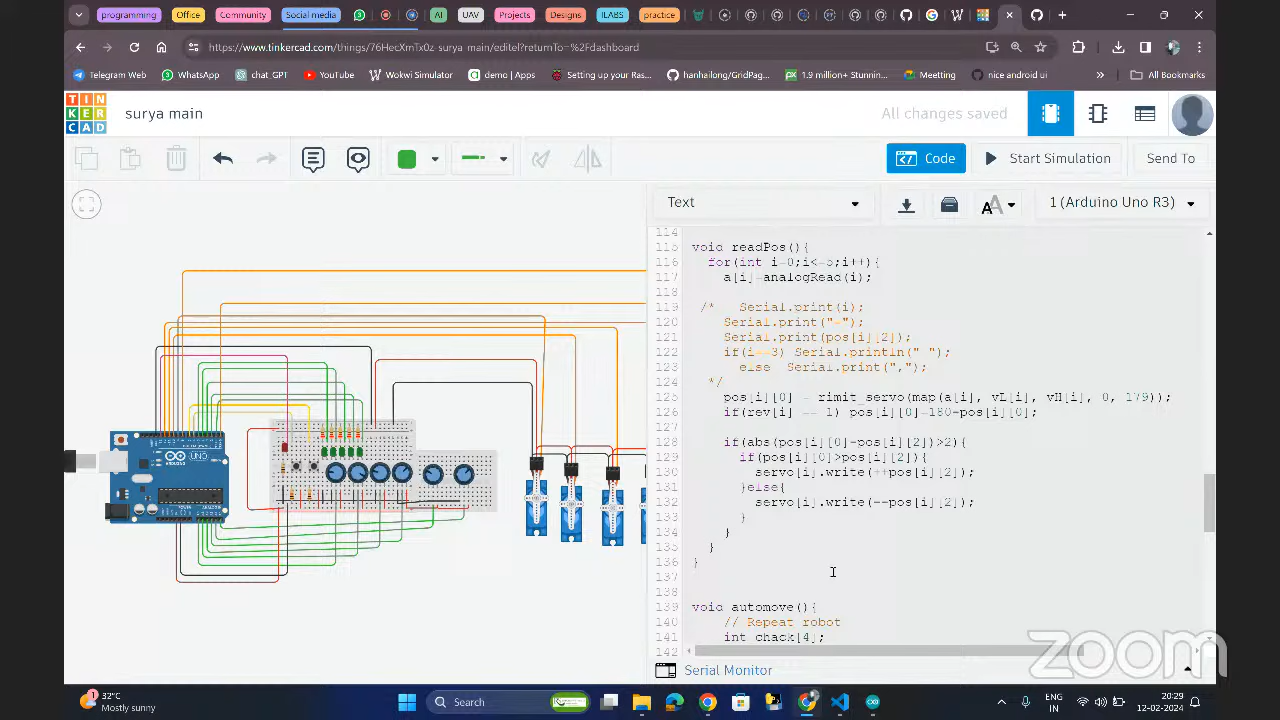 programming Office Community Social media AI UAV Projects Designs ILABS practice
https://www.tinkercad.com/things/76HecXmTx0z-surya-main/editel?returnTo=%2Fdashboard
Telegram Web WhatsApp chat_GPT YouTube Wokwi Simulator demo | Apps Setting up your Ras... hanhailong/GridPag... 1.9 million+ Stunnin... Meetting nice android ui All Bookmarks
TIN
KER
CAD
surya main
All changes saved
Code
Start Simulation
Send To
Text
1 (Arduino Uno R3)
114
115 void readPos(){
116 for(int i=0;i<=5;i++){
117 a[i]=analogRead(i);
119 /* Serial.print(i);
120 Serial.print("=");
121 Serial.print(pos[i][2]);
122 if(i==3) Serial.println(" ");
123 else Serial.print(",");
124 */
125 pos[i][0] = rimit_servo(map(a[i], vL[i], vH[i], 0, 179));
126 if(rev[i] == 1) pos[i][0]=180-pos[i][0];
128 if(abs(pos[i][0]-pos[i][2])>2){
129 if(pos[i][0]>pos[i][2]){
130 servo[i].write(++pos[i][2]);
131 }else{
132 servo[i].write(--pos[i][2]);
133 }
134 }
135 }
136 }
137
138
139 void automove(){
140 // Repeat robot
141 int chack[4];
142
UNO
Serial Monitor
zoom
32°C
Mostly sunny
Search
ENG
IN
20:29
12-02-2024